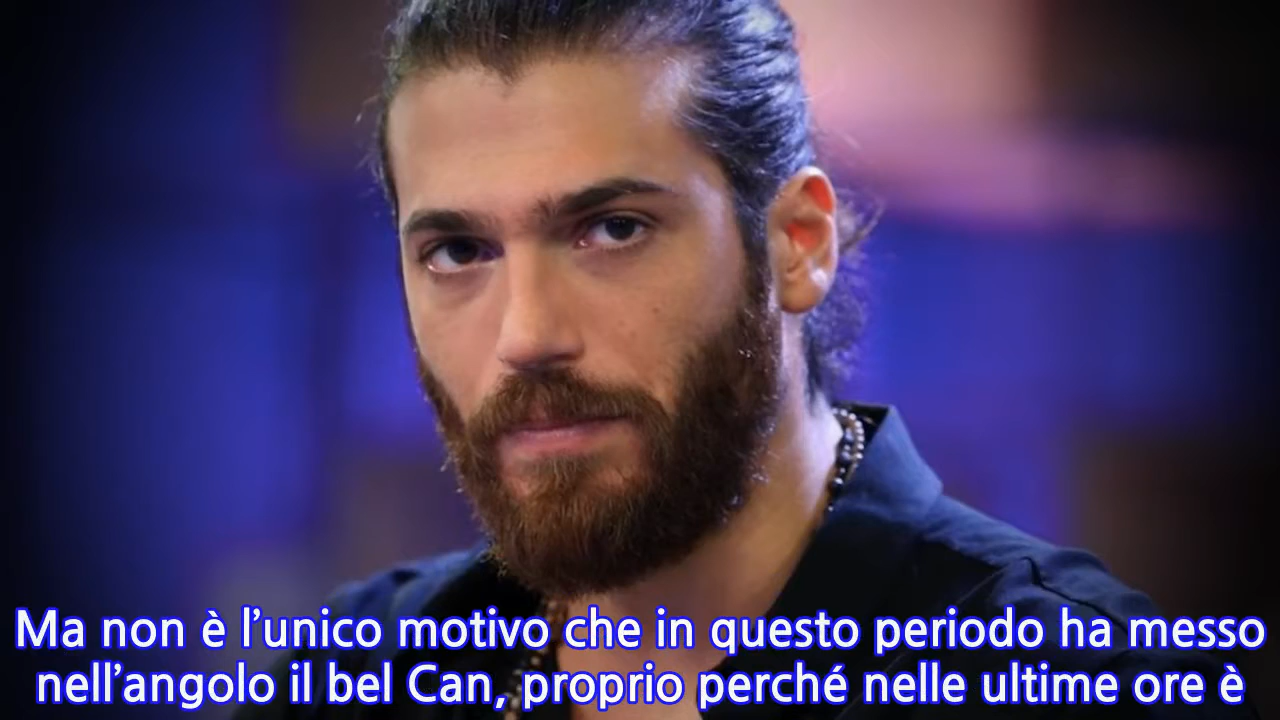 Ma non è l'unico motivo che in questo periodo ha messo
nell'angolo il bel Can, proprio perché nelle ultime ore è